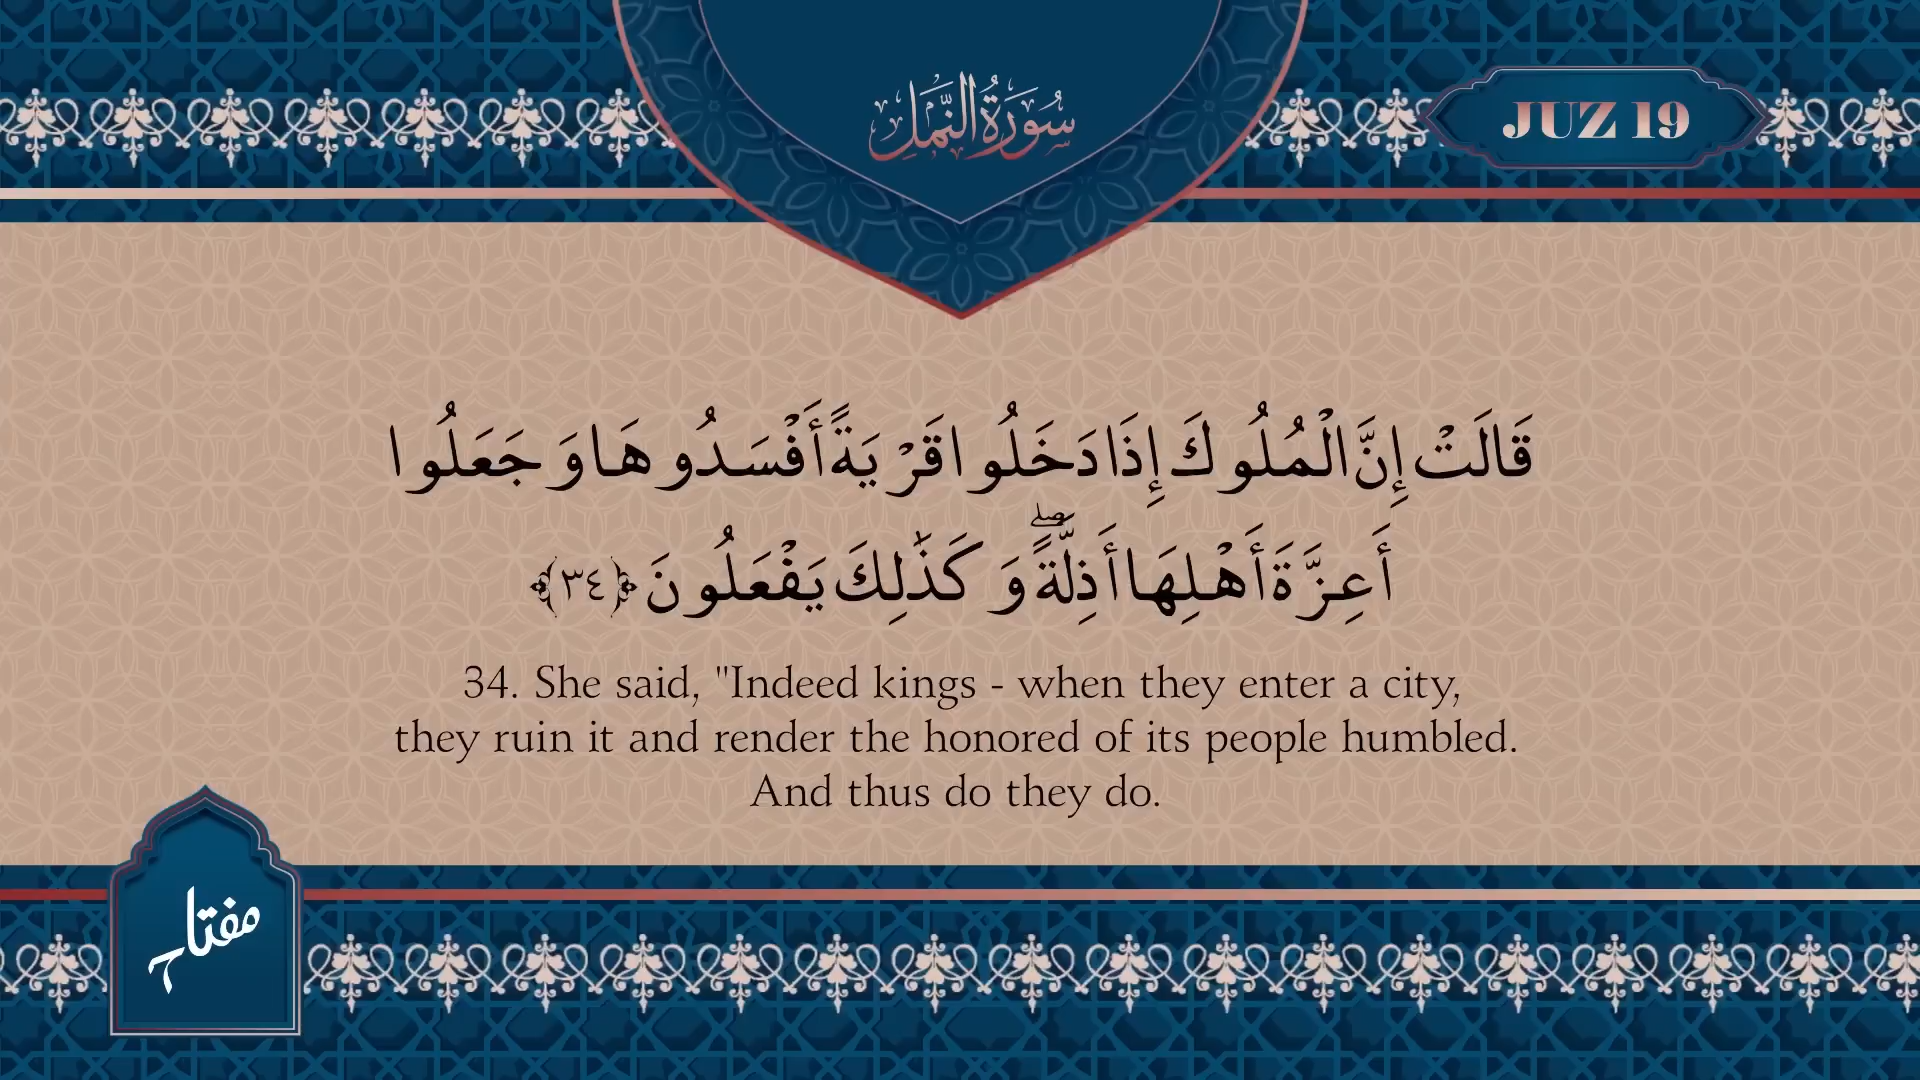 سُورَةُ النَّمْلِ
JUZ 19
قَالَتْ إِنَّ الْمُلُوكَ إِذَا دَخَلُوا قَرْيَةً أَفْسَدُوهَا وَجَعَلُوا
أَعِزَّةَ أَهْلِهَا أَذِلَّةً ۖ وَكَذَٰلِكَ يَفْعَلُونَ ﴿٣٤﴾
34. She said, "Indeed kings - when they enter a city,
they ruin it and render the honored of its people humbled.
And thus do they do.
مفتاح